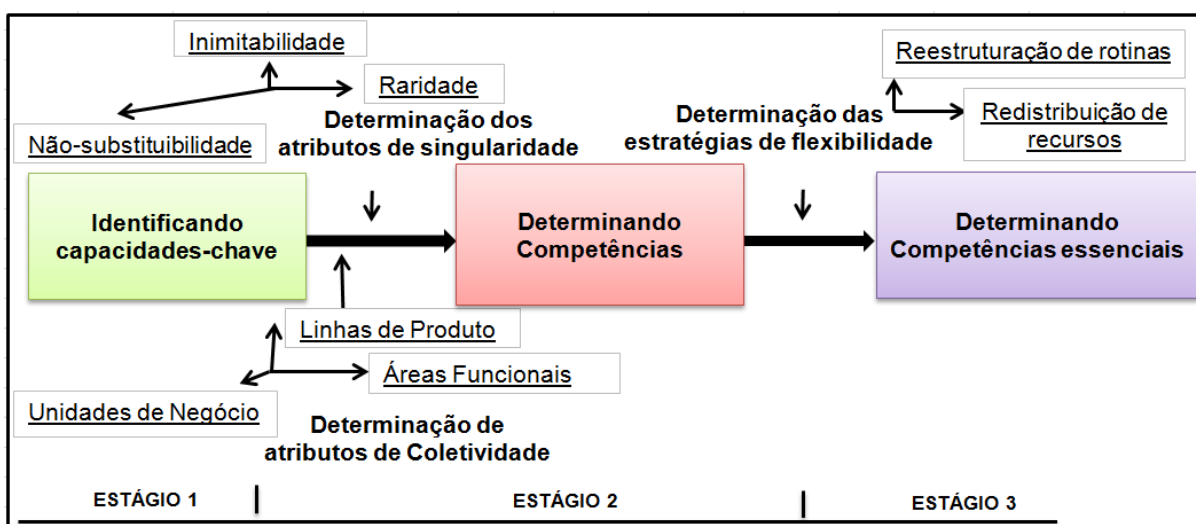 Inimitabilidade
Raridade
Não-substituibilidade
Determinação dos
atributos de singularidade
Determinação das
estratégias de flexibilidade
Reestruturação de rotinas
Redistribuição de
recursos
Identificando
capacidades-chave
Determinando
Competências
Determinando
Competências essenciais
Linhas de Produto
Áreas Funcionais
Unidades de Negócio
Determinação de
atributos de Coletividade
ESTÁGIO 1
ESTÁGIO 2
ESTÁGIO 3